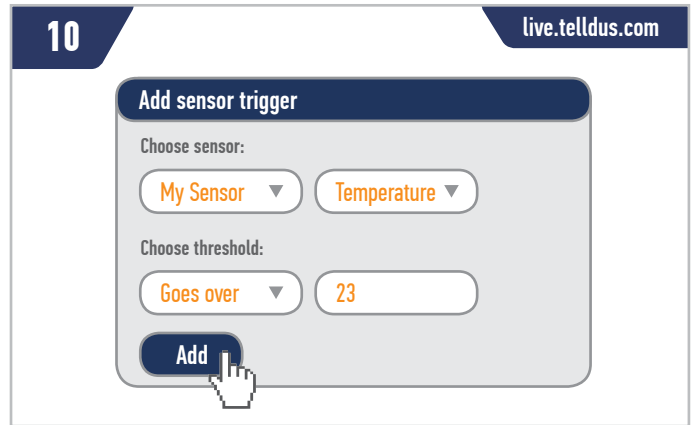 10
live.telldus.com
Add sensor trigger
Choose sensor:
My Sensor Temperature
Choose threshold:
Goes over 23
Add